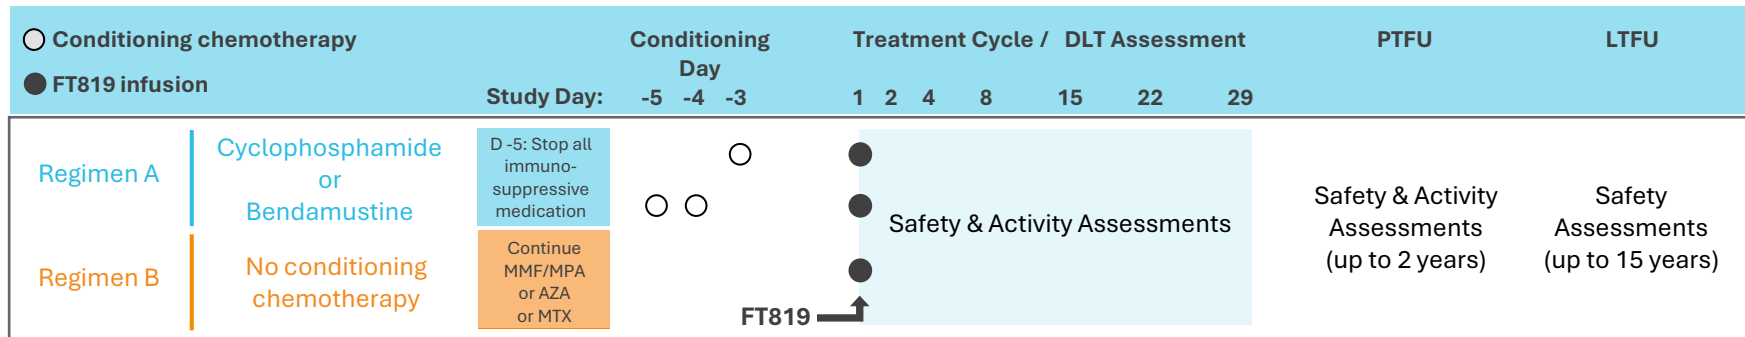 Conditioning chemotherapy
FT819 infusion
Study Day:
Conditioning
Day
-5 -4 -3
Treatment Cycle / DLT Assessment
1 2 4 8 15 22 29
PTFU
LTFU
Regimen A
Cyclophosphamide
or
Bendamustine
D -5: Stop all
immuno-
suppressive
medication
Regimen B
No conditioning
chemotherapy
Continue
MMF/MPA
or AZA
or MTX
FT819
Safety & Activity Assessments
Safety & Activity
Assessments
(up to 2 years)
Safety
Assessments
(up to 15 years)